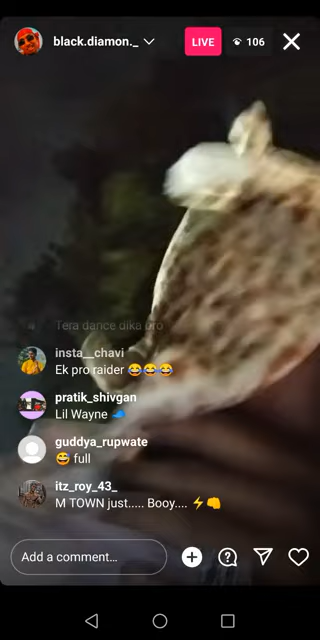 black.diamon._
LIVE
106
Tera dance dika bro
insta__chavi
Ek pro raider 😂😂😂
pratik_shivgan
Lil Wayne 🧢
guddya_rupwate
😅 full
itz_roy_43_
M TOWN just..... Booy.... ⚡👊
Add a comment...